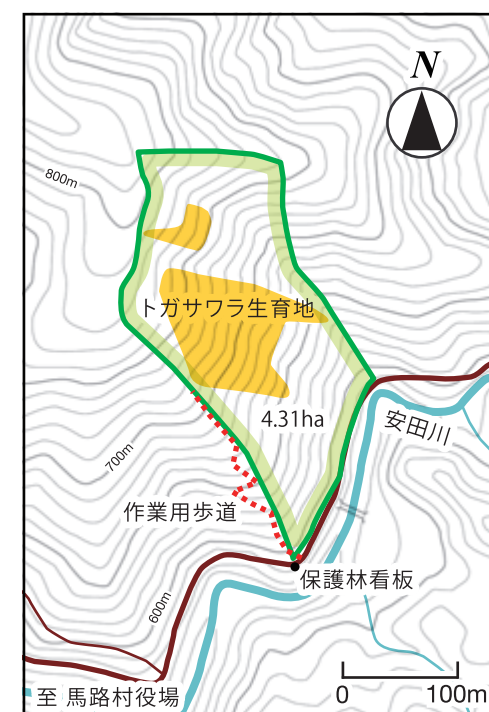 N
800m
トガサワラ生育地
4.31ha
安田川
700m
作業用歩道
保護林看板
600m
至 馬路村役場
0 100m